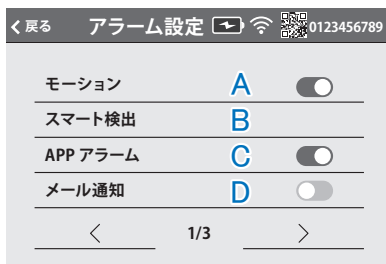 < 戻る アラーム設定 0123456789
モーション A
スマート検出 B
APP アラーム C
メール通知 D
< 1/3 >